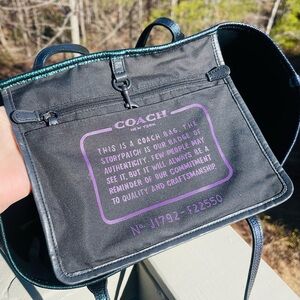 COACH
NEW YORK
THIS IS A COACH BAG. THE
STORYPATCH IS OUR BADGE OF
AUTHENTICITY. FEW PEOPLE MAY
SEE IT, BUT IT WILL ALWAYS BE A
REMINDER OF OUR COMMITMENT
TO QUALITY AND CRAFTSMANSHIP.
No J1792-F22550